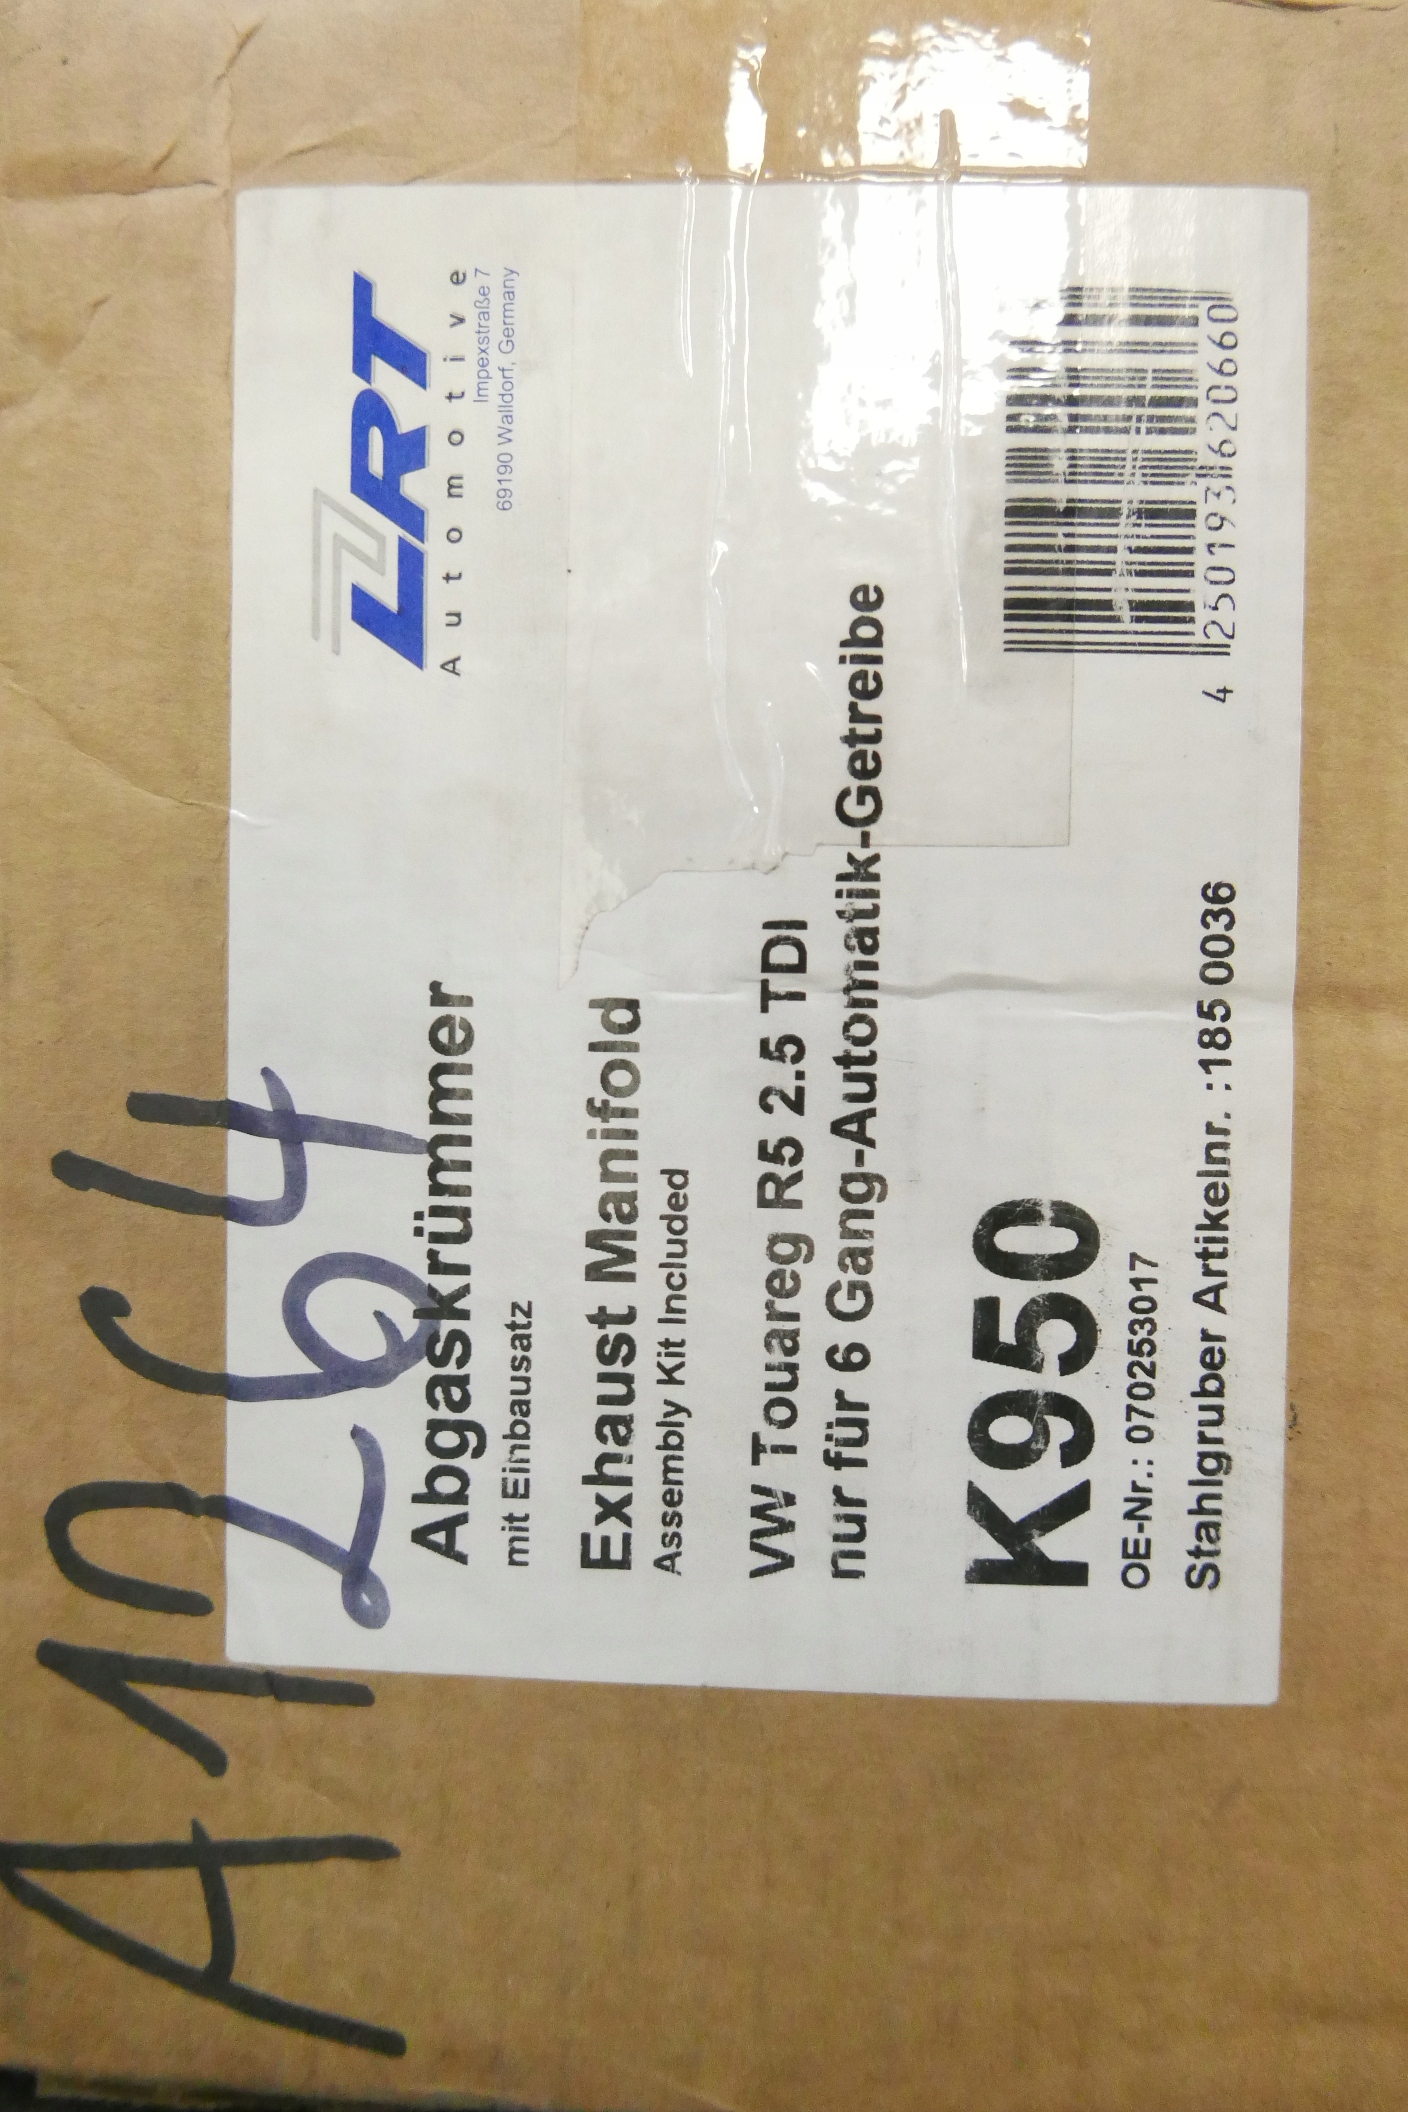 A1264
LRT
Automotive
Impexstraße 7
69190 Walldorf, Germany
Abgaskrümmer
mit Einbausatz
Exhaust Manifold
Assembly Kit Included
VW Touareg R5 2.5 TDI
nur für 6 Gang-Automatik-Getreibe
K950
OE-Nr.: 070253017
Stahlgruber Artikelnr. :185 0036
4 250193 620660